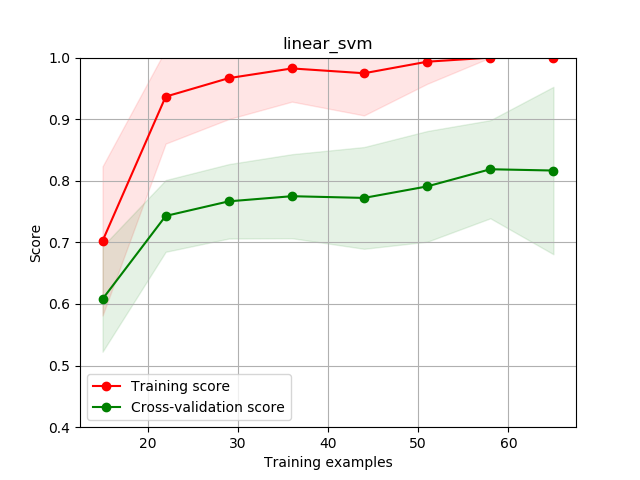 linear_svm
1.0
0.9
0.8
0.7
0.6
0.5
0.4
Score
Training score
Cross-validation score
20 30 40 50 60
Training examples